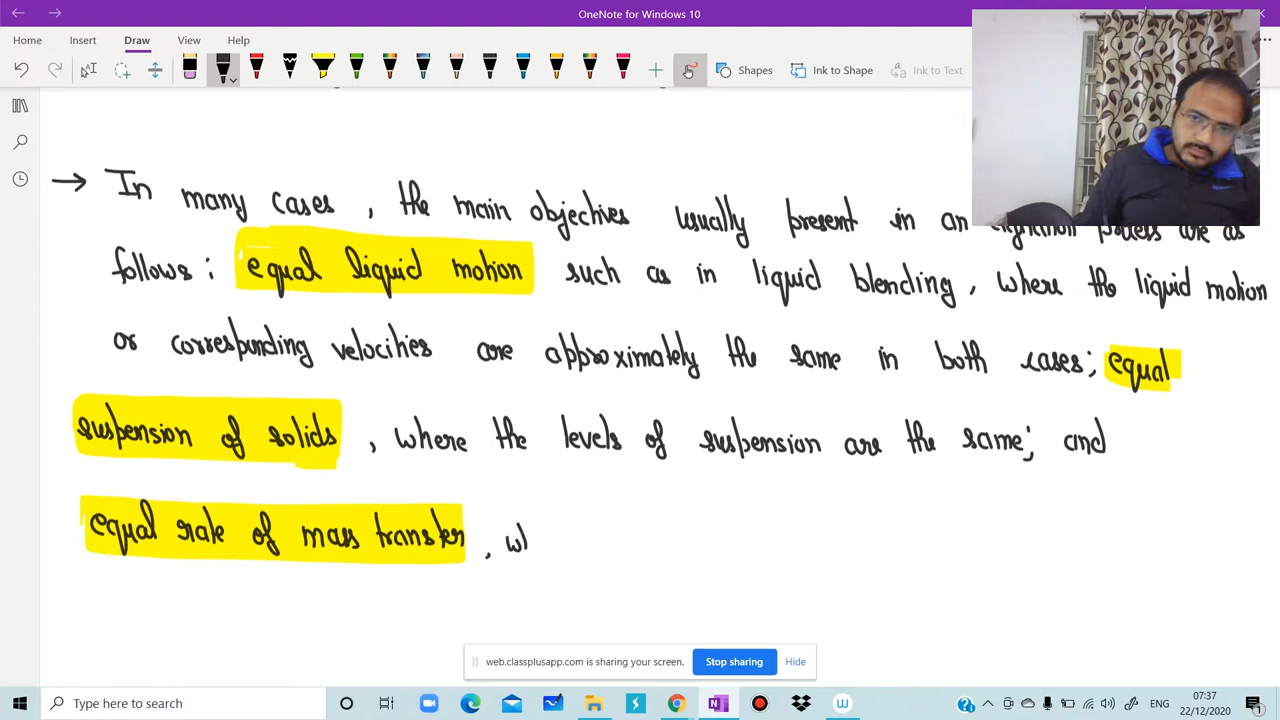 OneNote for Windows 10
Home Insert Draw View Help
Shapes Ink to Shape Ink to Text
→ In many cases, the main objectives usually present in an process are as
follows: equal liquid motion such as in liquid blending, where the liquid motion
or corresponding velocities are approximately the same in both cases; equal
suspension of solids, where the levels of suspension are the same; and
equal rate of mass transfer, wh
web.classplusapp.com is sharing your screen. Stop sharing Hide
Type here to search
ENG
07:37
22/12/2020